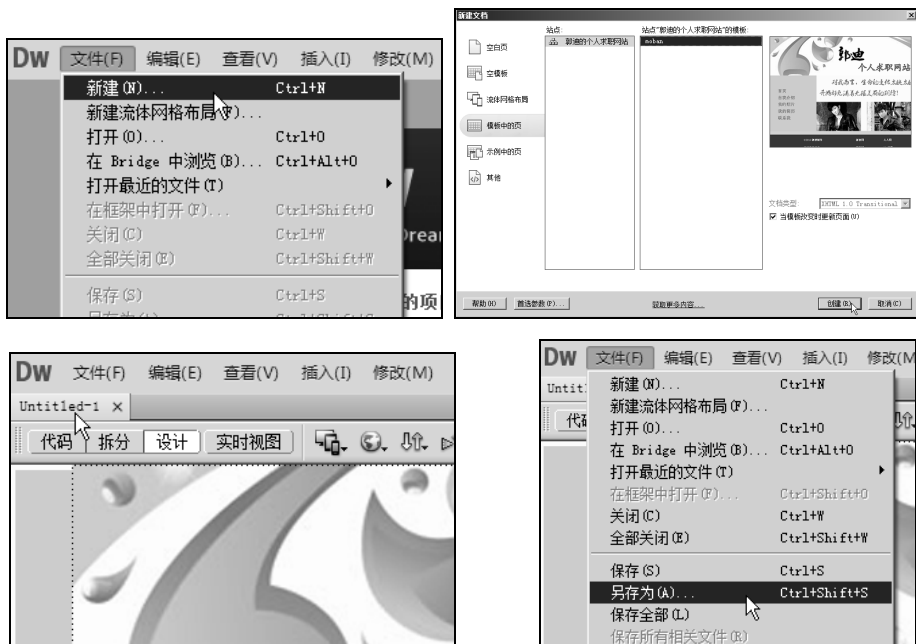 Dw 文件(F) 编辑(E) 查看(V) 插入(I) 修改(M)
新建(N)... Ctrl+N
新建流体网格布局(F)...
打开(O)... Ctrl+O
在 Bridge 中浏览(B)... Ctrl+Alt+O
打开最近的文件(T)
在框架中打开(F)... Ctrl+Shift+O
关闭(C) Ctrl+W
全部关闭(E) Ctrl+Shift+W
保存(S) Ctrl+S
的项
新建文档
站点: 站点"郭迪的个人求职网站"的模板:
空白页
空模板
流体网格布局
模板中的页
示例中的页
其他
郭迪的个人求职网站
moban
郭迪
个人求职网站
文档类型: XHTML 1.0 Transitional
当模板改变时更新页面(U)
帮助(H) 首选参数(P)... 获取更多内容... 创建(R) 取消(C)
Dw 文件(F) 编辑(E) 查看(V) 插入(I) 修改(M)
Untitled-1 ×
代码 拆分 设计 实时视图
Dw 文件(F) 编辑(E) 查看(V) 插入(I) 修改(M
Untit
代
新建(N)... Ctrl+N
新建流体网格布局(F)...
打开(O)... Ctrl+O
在 Bridge 中浏览(B)... Ctrl+Alt+O
打开最近的文件(T)
在框架中打开(F)... Ctrl+Shift+O
关闭(C) Ctrl+W
全部关闭(E) Ctrl+Shift+W
保存(S) Ctrl+S
另存为(A)... Ctrl+Shift+S
保存全部(L)
保存所有相关文件(R)